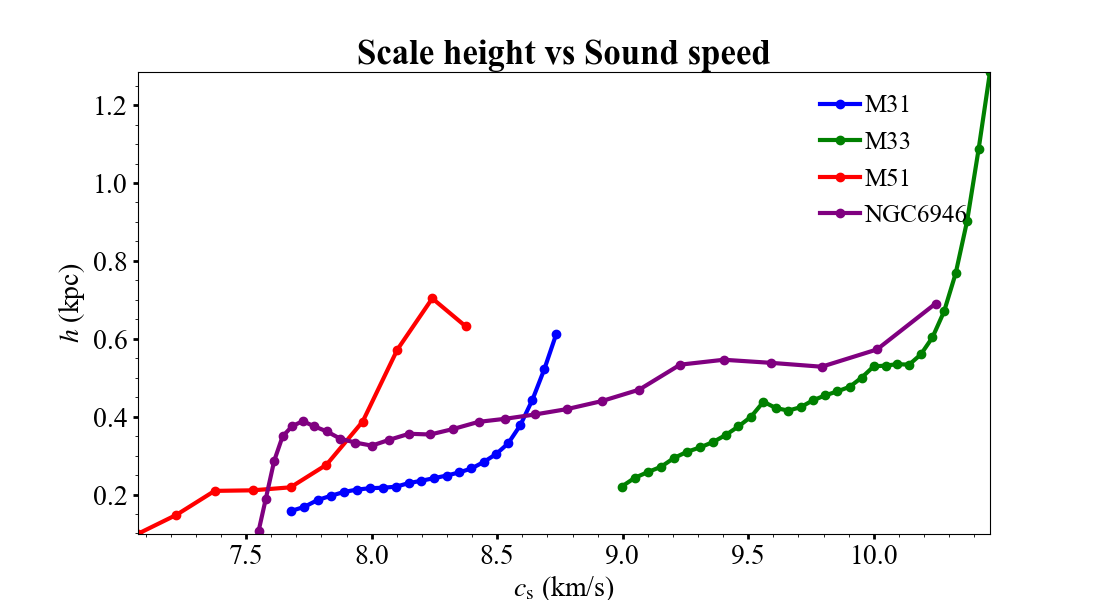 Scale height vs Sound speed
M31
M33
M51
NGC6946
1.2
1.0
0.8
0.6
0.4
0.2
h (kpc)
7.5 8.0 8.5 9.0 9.5 10.0
cs (km/s)